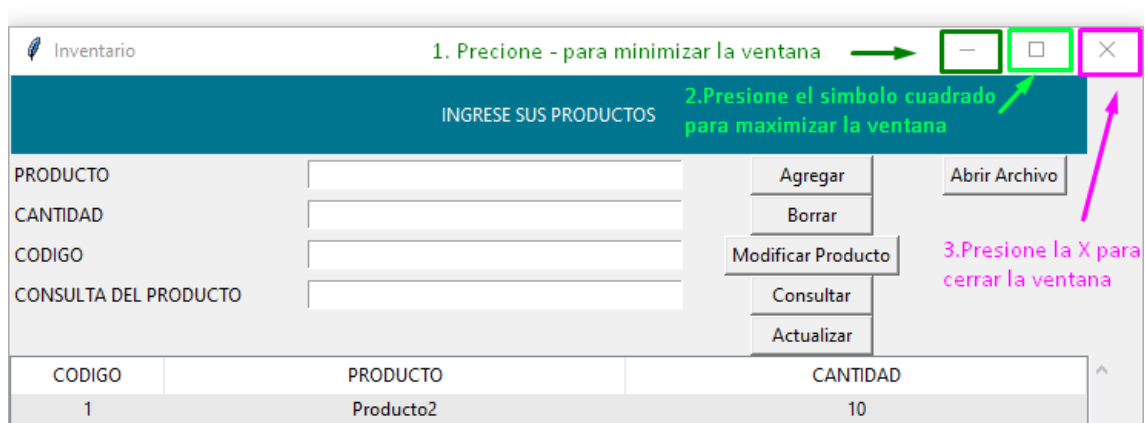 Inventario
1. Precione - para minimizar la ventana
INGRESE SUS PRODUCTOS
2.Presione el simbolo cuadrado
para maximizar la ventana
PRODUCTO
Agregar
Abrir Archivo
CANTIDAD
Borrar
CODIGO
Modificar Producto
3.Presione la X para
cerrar la ventana
CONSULTA DEL PRODUCTO
Consultar
Actualizar
CODIGO PRODUCTO CANTIDAD
1 Producto2 10